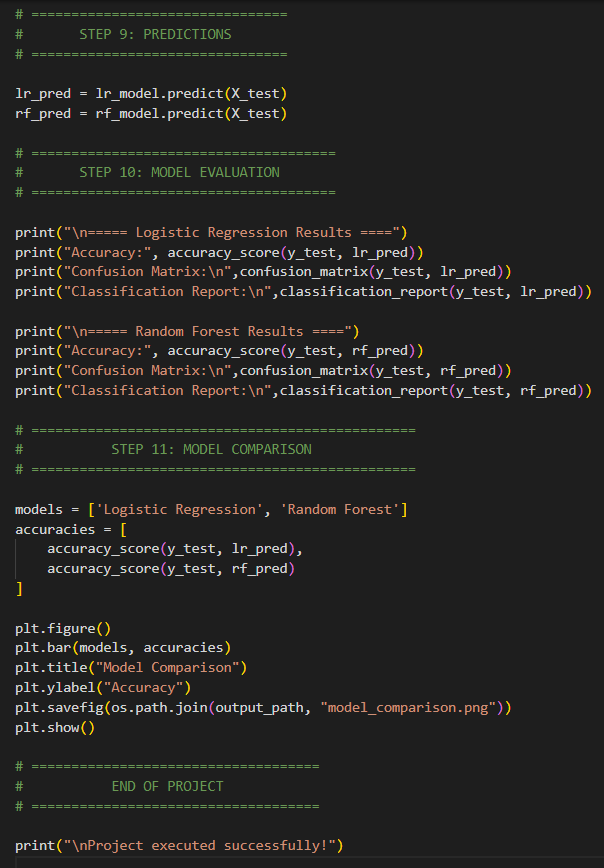 # ================================
#       STEP 9: PREDICTIONS
# ================================
lr_pred = lr_model.predict(X_test)
rf_pred = rf_model.predict(X_test)
# ======================================
#       STEP 10: MODEL EVALUATION
# ======================================
print("\n===== Logistic Regression Results ====")
print("Accuracy:", accuracy_score(y_test, lr_pred))
print("Confusion Matrix:\n",confusion_matrix(y_test, lr_pred))
print("Classification Report:\n",classification_report(y_test, lr_pred))
print("\n===== Random Forest Results ====")
print("Accuracy:", accuracy_score(y_test, rf_pred))
print("Confusion Matrix:\n",confusion_matrix(y_test, rf_pred))
print("Classification Report:\n",classification_report(y_test, rf_pred))
# ================================================
#           STEP 11: MODEL COMPARISON
# ================================================
models = ['Logistic Regression', 'Random Forest']
accuracies = [
    accuracy_score(y_test, lr_pred),
    accuracy_score(y_test, rf_pred)
]
plt.figure()
plt.bar(models, accuracies)
plt.title("Model Comparison")
plt.ylabel("Accuracy")
plt.savefig(os.path.join(output_path, "model_comparison.png"))
plt.show()
# ====================================
#           END OF PROJECT
# ====================================
print("\nProject executed successfully!")